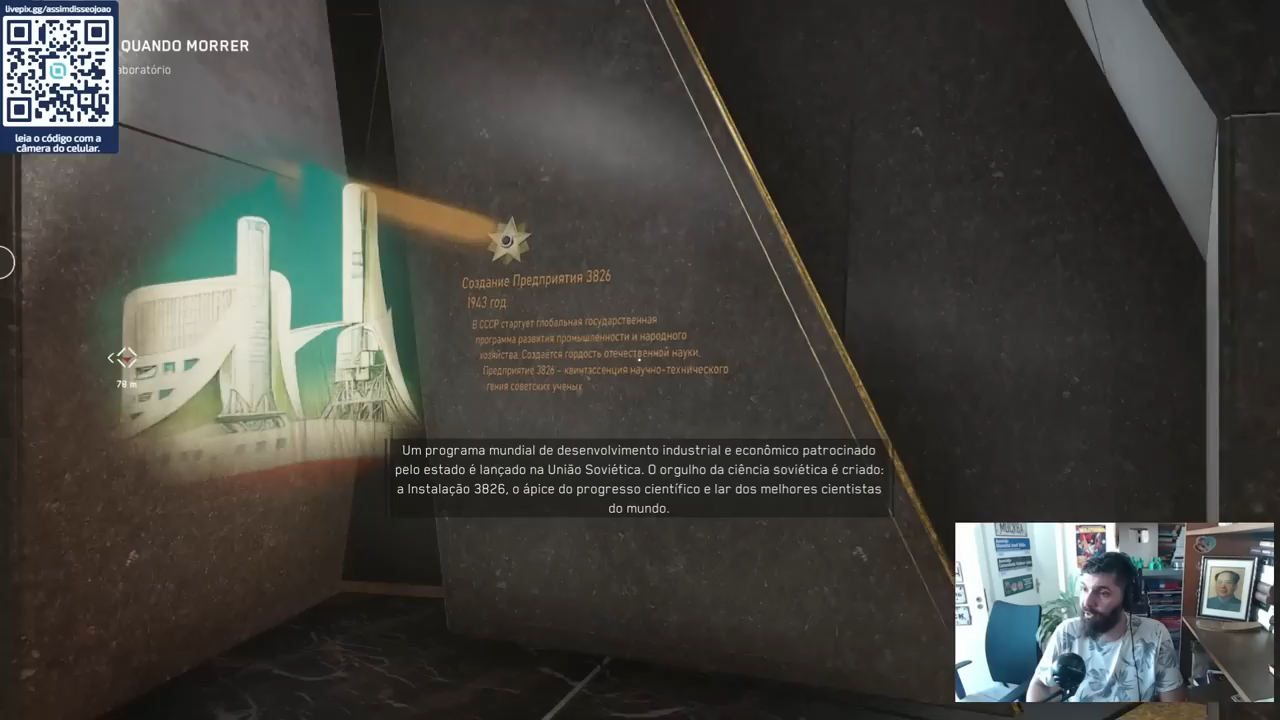 livepix.gg/assimdisseojoao
leia o código com a
câmera do celular.
QUANDO MORRER
aboratório
78 m
Создание Предприятия 3826
1943 год
В СССР стартует глобальная государственная
программа развития промышленности и народного
хозяйства. Создаётся гордость отечественной науки,
Предприятие 3826 - квинтэссенция научно-технического
гения советских ученых
Um programa mundial de desenvolvimento industrial e econômico patrocinado
pelo estado é lançado na União Soviética. O orgulho da ciência soviética é criado:
a Instalação 3826, o ápice do progresso científico e lar dos melhores cientistas
do mundo.
МОСКВА